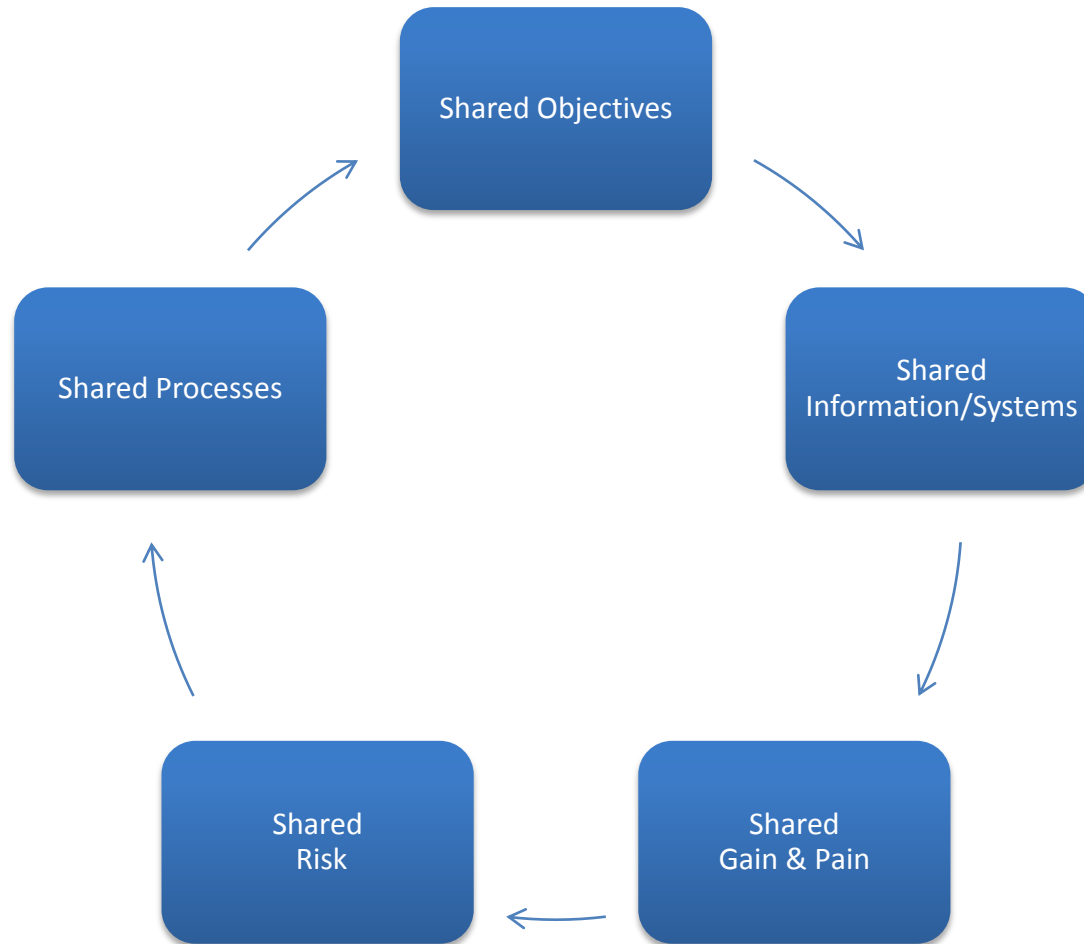 Shared Objectives
Shared
Information/Systems
Shared Processes
Shared
Gain & Pain
Shared
Risk